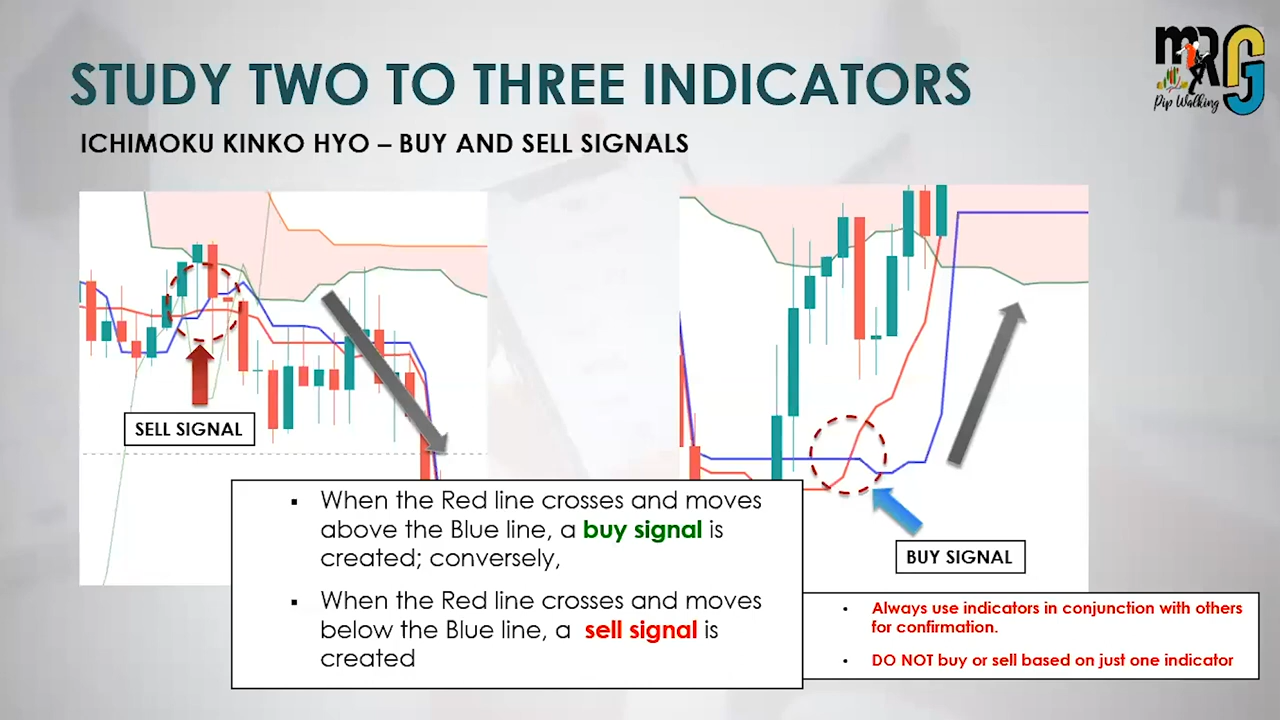 STUDY TWO TO THREE INDICATORS
ICHIMOKU KINKO HYO – BUY AND SELL SIGNALS
MRG
Pip Walking
SELL SIGNAL
BUY SIGNAL
▪ When the Red line crosses and moves
above the Blue line, a buy signal is
created; conversely,
▪ When the Red line crosses and moves
below the Blue line, a sell signal is
created
• Always use indicators in conjunction with others
for confirmation.
• DO NOT buy or sell based on just one indicator